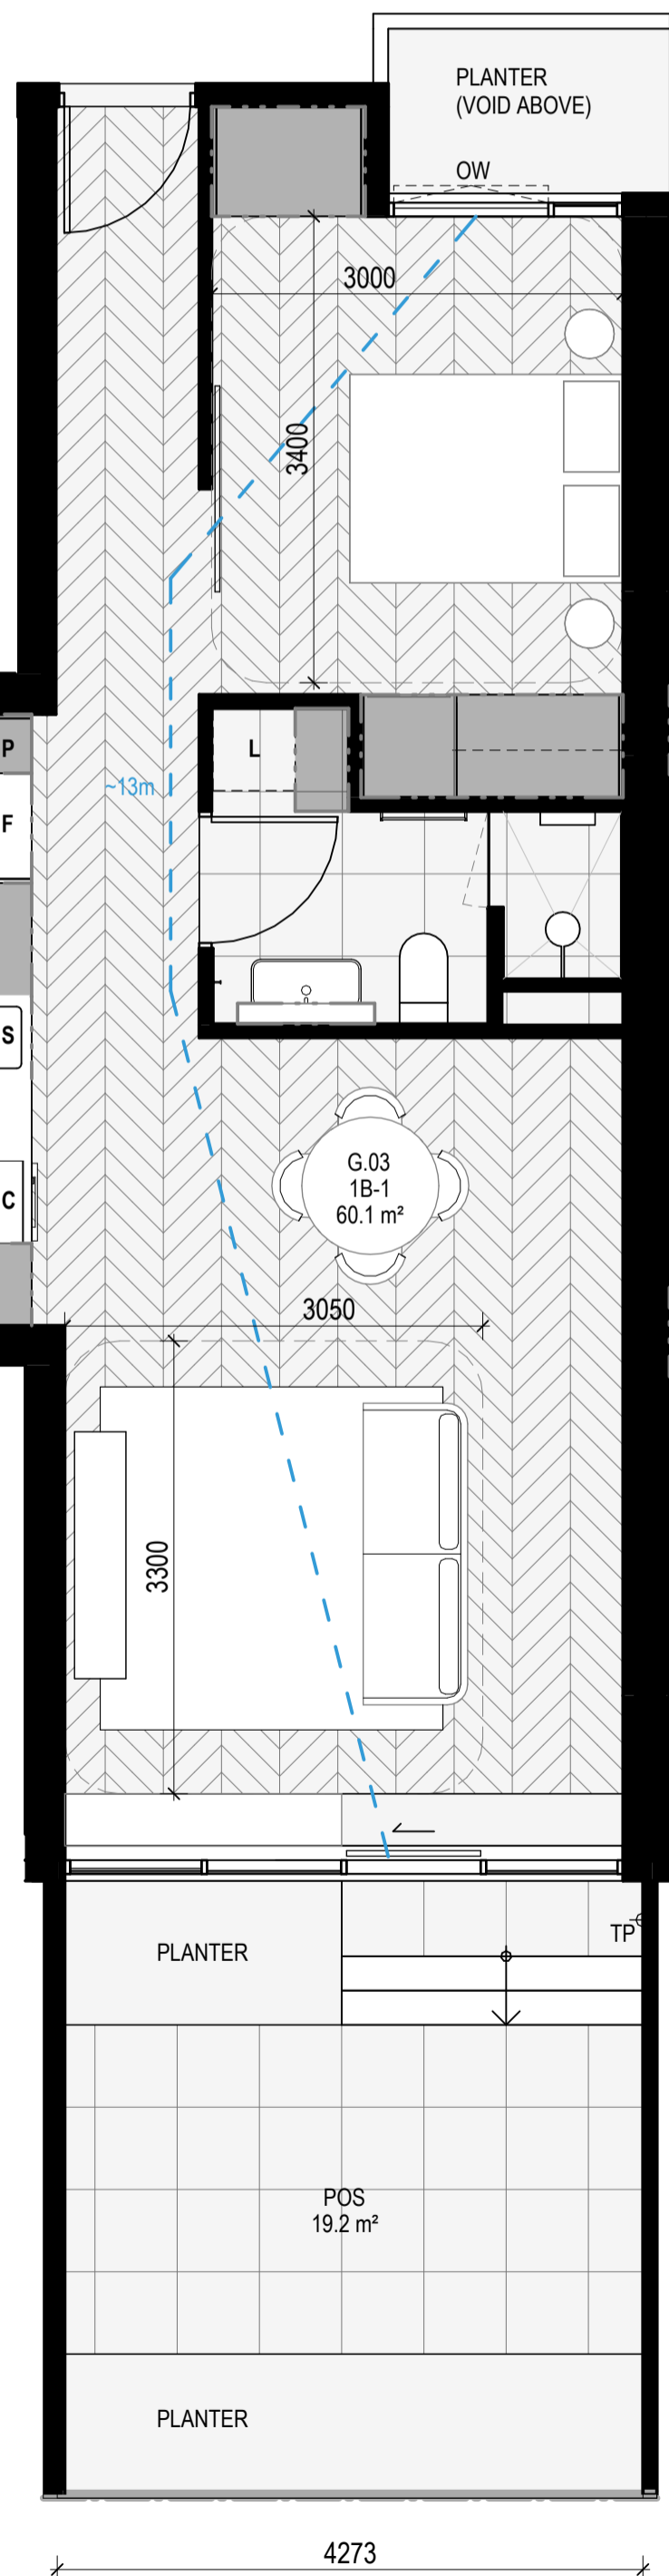 PLANTER
(VOID ABOVE)
OW
3000
3400
P
L
~13m
F
S
G.03
1B-1
60.1 m²
C
3050
3300
TP
PLANTER
POS
19.2 m²
PLANTER
4273